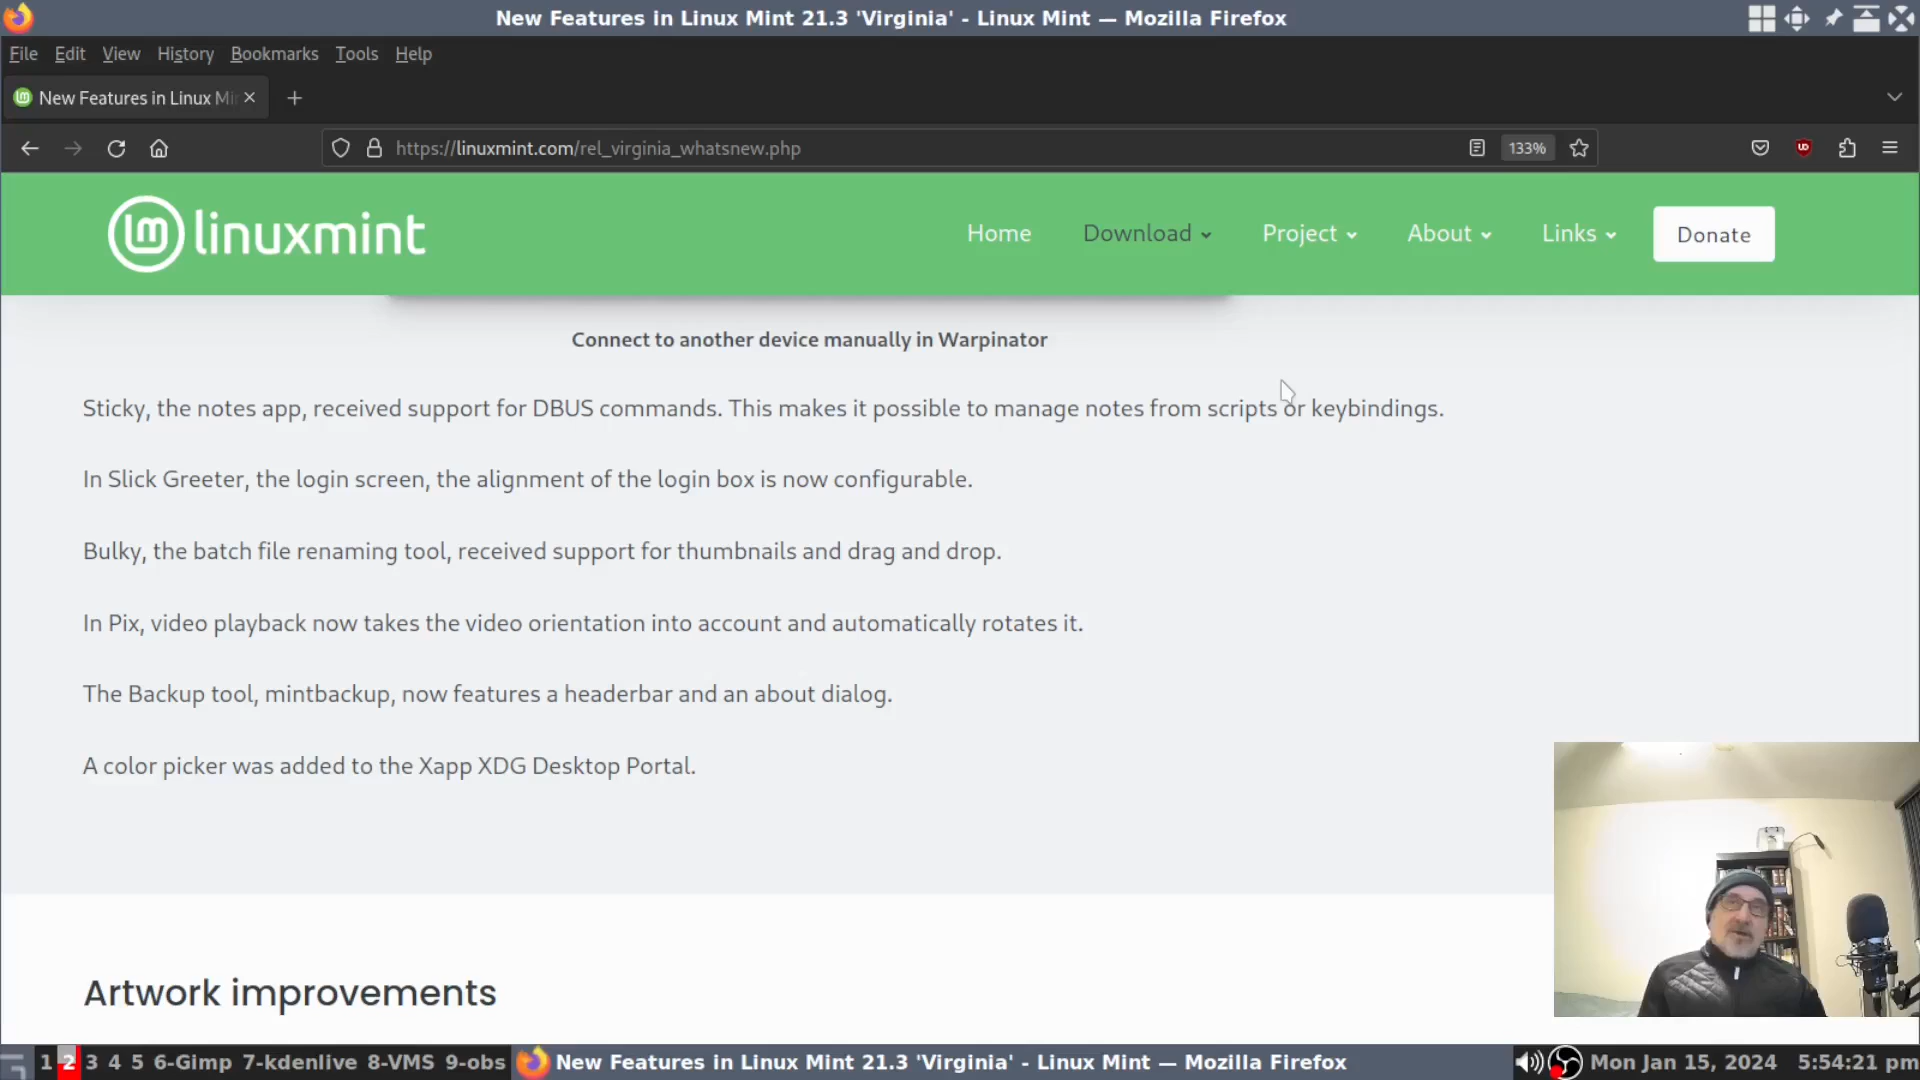 New Features in Linux Mint 21.3 'Virginia' - Linux Mint — Mozilla Firefox
File Edit View History Bookmarks Tools Help
New Features in Linux Mi
https://linuxmint.com/rel_virginia_whatsnew.php 133%
linuxmint Home Download Project About Links Donate
Connect to another device manually in Warpinator
Sticky, the notes app, received support for DBUS commands. This makes it possible to manage notes from scripts or keybindings.
In Slick Greeter, the login screen, the alignment of the login box is now configurable.
Bulky, the batch file renaming tool, received support for thumbnails and drag and drop.
In Pix, video playback now takes the video orientation into account and automatically rotates it.
The Backup tool, mintbackup, now features a headerbar and an about dialog.
A color picker was added to the Xapp XDG Desktop Portal.
Artwork improvements
1 2 3 4 5 6-Gimp 7-kdenlive 8-VMS 9-obs New Features in Linux Mint 21.3 'Virginia' - Linux Mint — Mozilla Firefox Mon Jan 15, 2024 5:54:21 pm